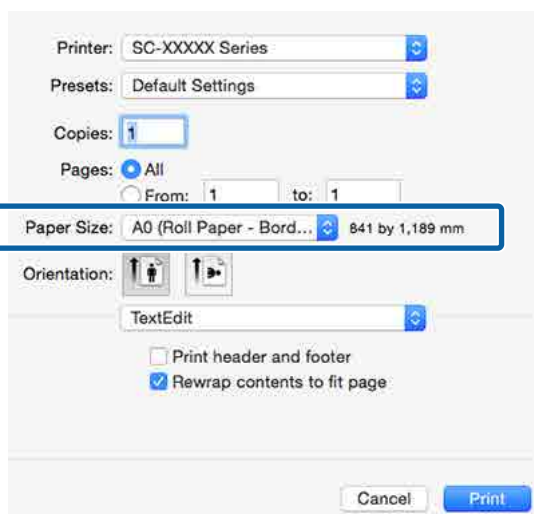 Printer: SC-XXXXX Series
Presets: Default Settings
Copies: 1
Pages: All
From: 1 to: 1
Paper Size: A0 (Roll Paper - Bord... 841 by 1,189 mm
Orientation:
TextEdit
Print header and footer
Rewrap contents to fit page
Cancel Print